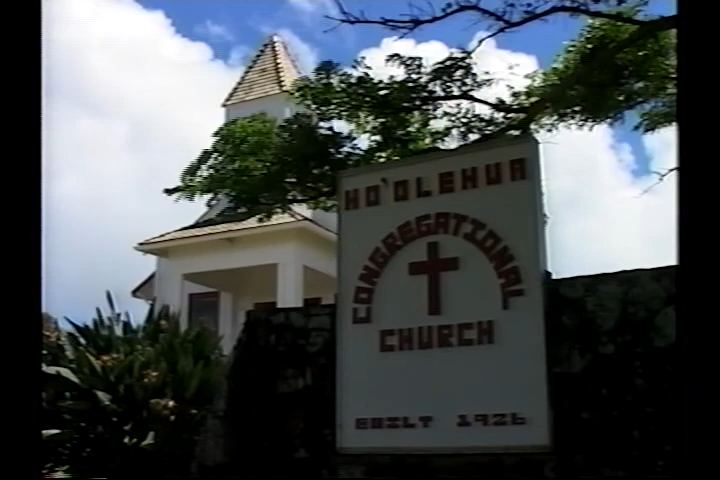 HO'OLEHUA
CONGREGATIONAL
CHURCH
BUILT 1926